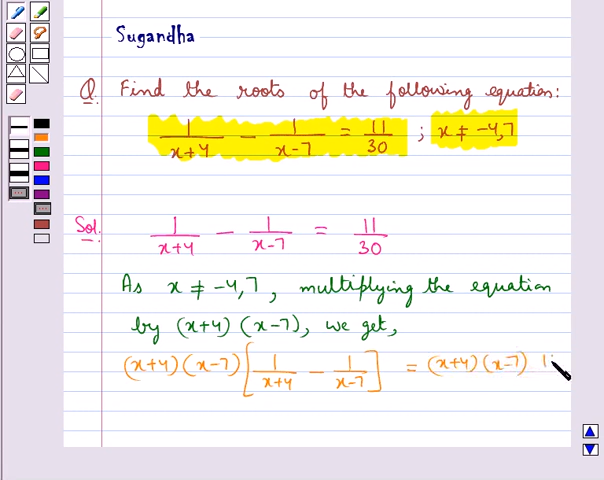 Sugandha
Q. Find the roots of the following equation:
1/(x+4) - 1/(x-7) = 11/30 ; x ≠ -4,7
Sol. 1/(x+4) - 1/(x-7) = 11/30
As x ≠ -4,7, multiplying the equation
by (x+4) (x-7), we get,
(x+4) (x-7) [1/(x+4) - 1/(x-7)] = (x+4) (x-7) 1